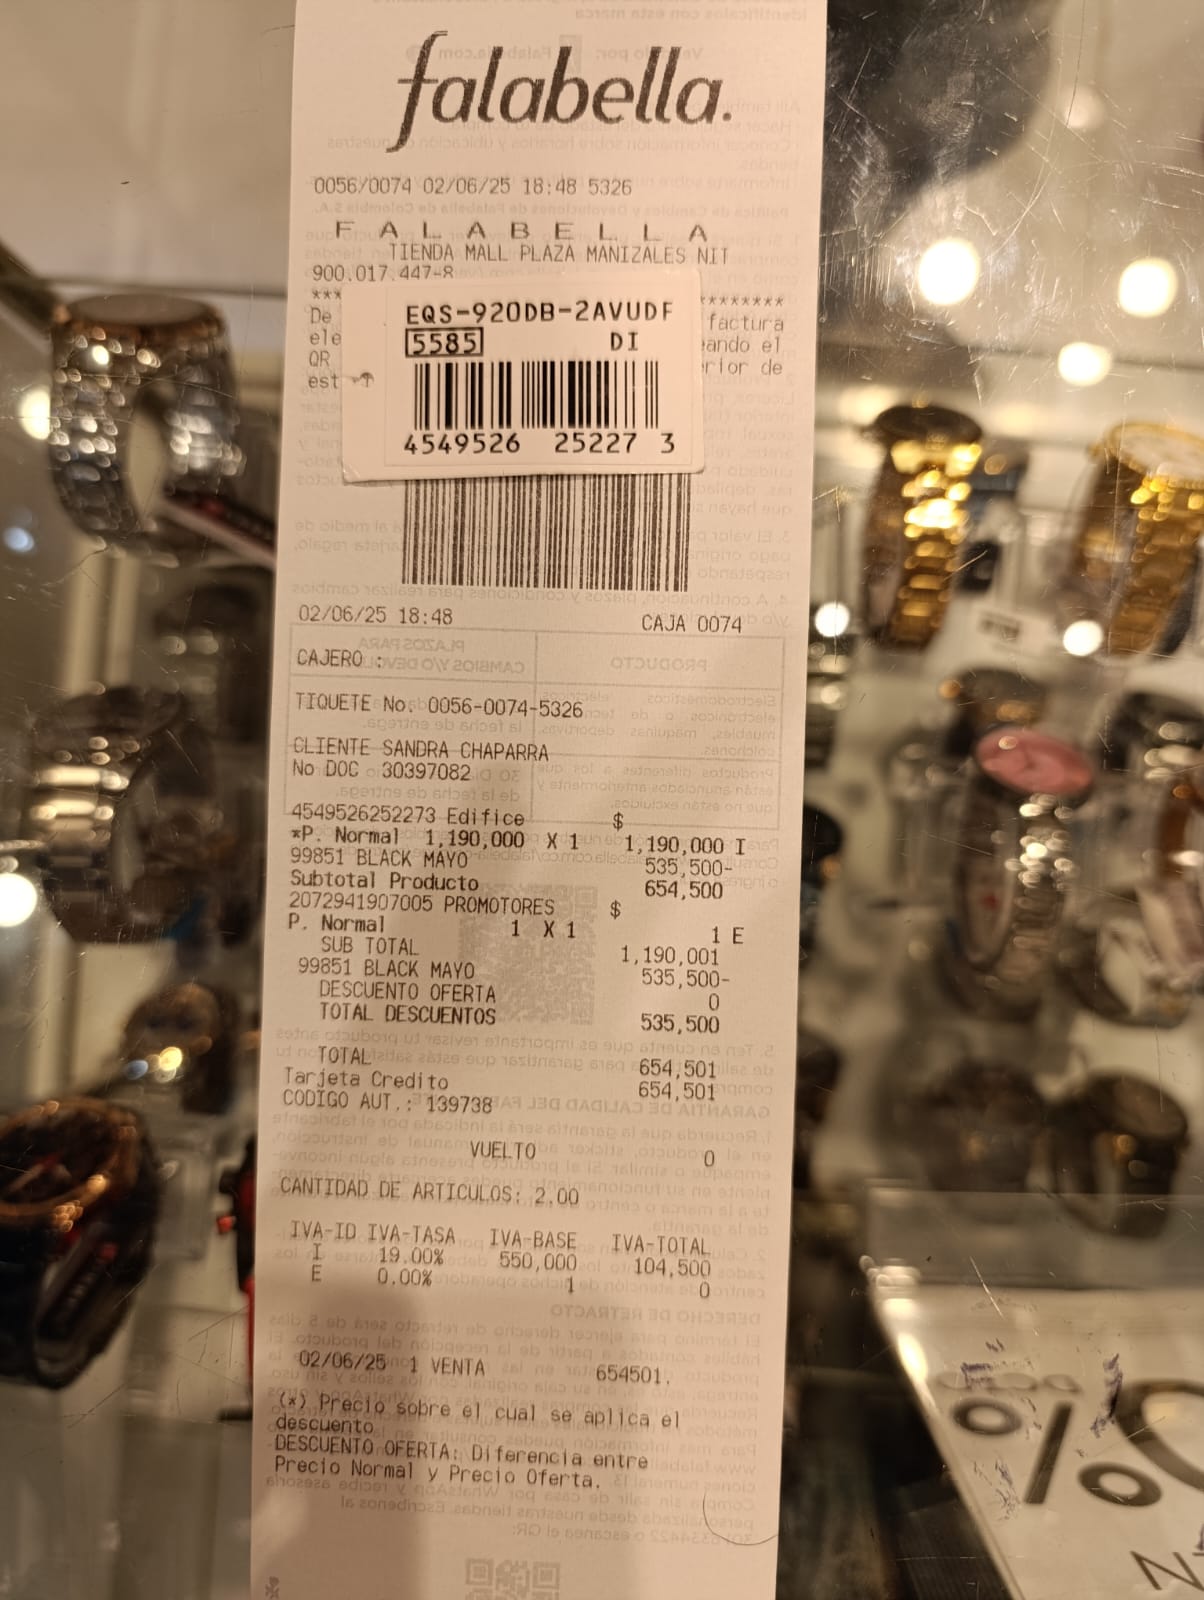 falabella.
0056/0074 02/06/25 18:48 5326
F A L A B E L L A
TIENDA MALL PLAZA MANIZALES NIT
900.017.447-8
*** ********
De factura
ele eando el
QR rior de
est
EQS-920DB-2AVUDF
5585 DI
4549526 25227 3
02/06/25 18:48 CAJA 0074
CAJERO :
TIQUETE No. 0056-0074-5326
CLIENTE SANDRA CHAPARRA
No DOC 30397082
4549526252273 Edifice $
*P. Normal 1,190,000 X 1 1,190,000 I
99851 BLACK MAYO 535,500-
Subtotal Producto 654,500
2072941907005 PROMOTORES $
P. Normal 1 X 1 1 E
SUB TOTAL 1,190,001
99851 BLACK MAYO 535,500-
DESCUENTO OFERTA 0
TOTAL DESCUENTOS 535,500
TOTAL 654,501
Tarjeta Credito 654,501
CODIGO AUT.: 139738
VUELTO 0
CANTIDAD DE ARTICULOS: 2.00
IVA-ID IVA-TASA IVA-BASE IVA-TOTAL
I 19.00% 550,000 104,500
E 0.00% 1 0
02/06/25 1 VENTA 654501.
(*) Precio sobre el cual se aplica el
descuento
DESCUENTO OFERTA: Diferencia entre
Precio Normal y Precio Oferta.
%